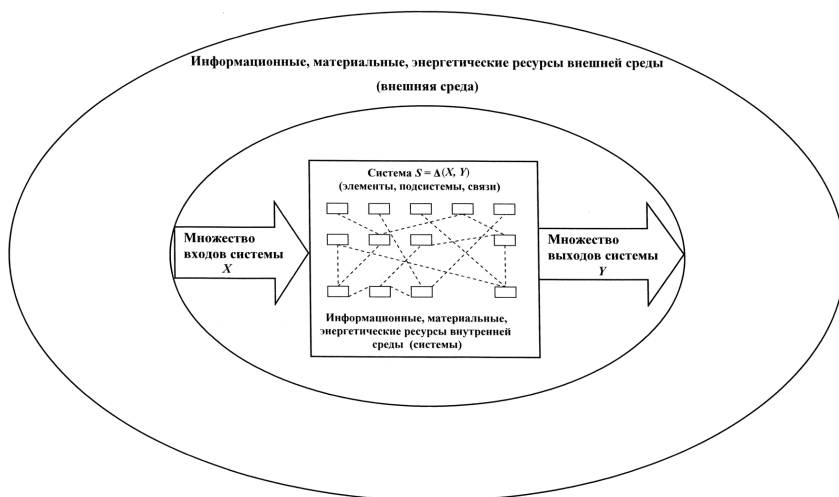 Информационные, материальные, энергетические ресурсы внешней среды
(внешняя среда)
Система S = Δ(X, Y)
(элементы, подсистемы, связи)
Множество
входов системы
X
Множество
выходов системы
Y
Информационные, материальные,
энергетические ресурсы внутренней
среды (системы)